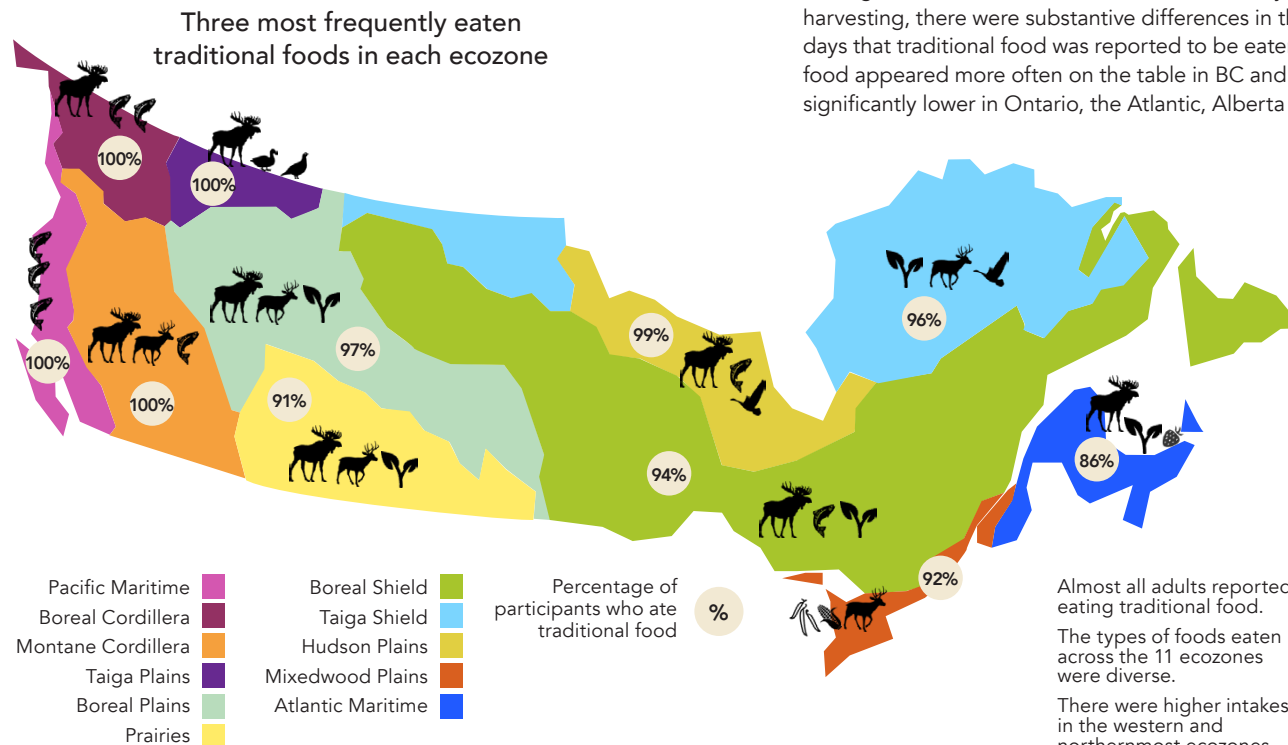 Three most frequently eaten
traditional foods in each ecozone
harvesting, there were substantive differences in th
days that traditional food was reported to be eate
food appeared more often on the table in BC and
significantly lower in Ontario, the Atlantic, Alberta
100%
100%
100%
100%
97%
91%
99%
94%
96%
86%
92%
Pacific Maritime
Boreal Cordillera
Montane Cordillera
Taiga Plains
Boreal Plains
Prairies
Boreal Shield
Taiga Shield
Hudson Plains
Mixedwood Plains
Atlantic Maritime
Percentage of
participants who ate
traditional food
%
Almost all adults reported
eating traditional food.
The types of foods eaten
across the 11 ecozones
were diverse.
There were higher intakes
in the western and
northernmost ecozones